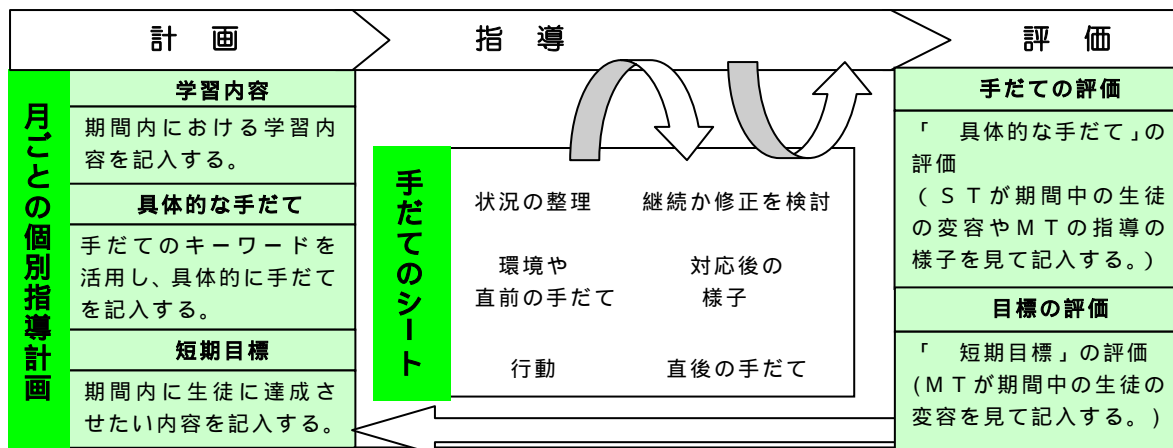 計 画
指 導
評 価
月ごとの個別指導計画
学習内容
期間内における学習内
容を記入する。
具体的な手だて
手だてのキーワードを
活用し、具体的に手だて
を記入する。
短期目標
期間内に生徒に達成さ
せたい内容を記入する。
手だてのシート
状況の整理
継続か修正を検討
環境や
直前の手だて
対応後の
様子
行動
直後の手だて
手だての評価
「 具体的な手だて」の
評価
(STが期間中の生徒
の変容やMTの指導の
様子を見て記入する。)
目標の評価
「 短期目標」の評価
(MTが期間中の生徒の
変容を見て記入する。)